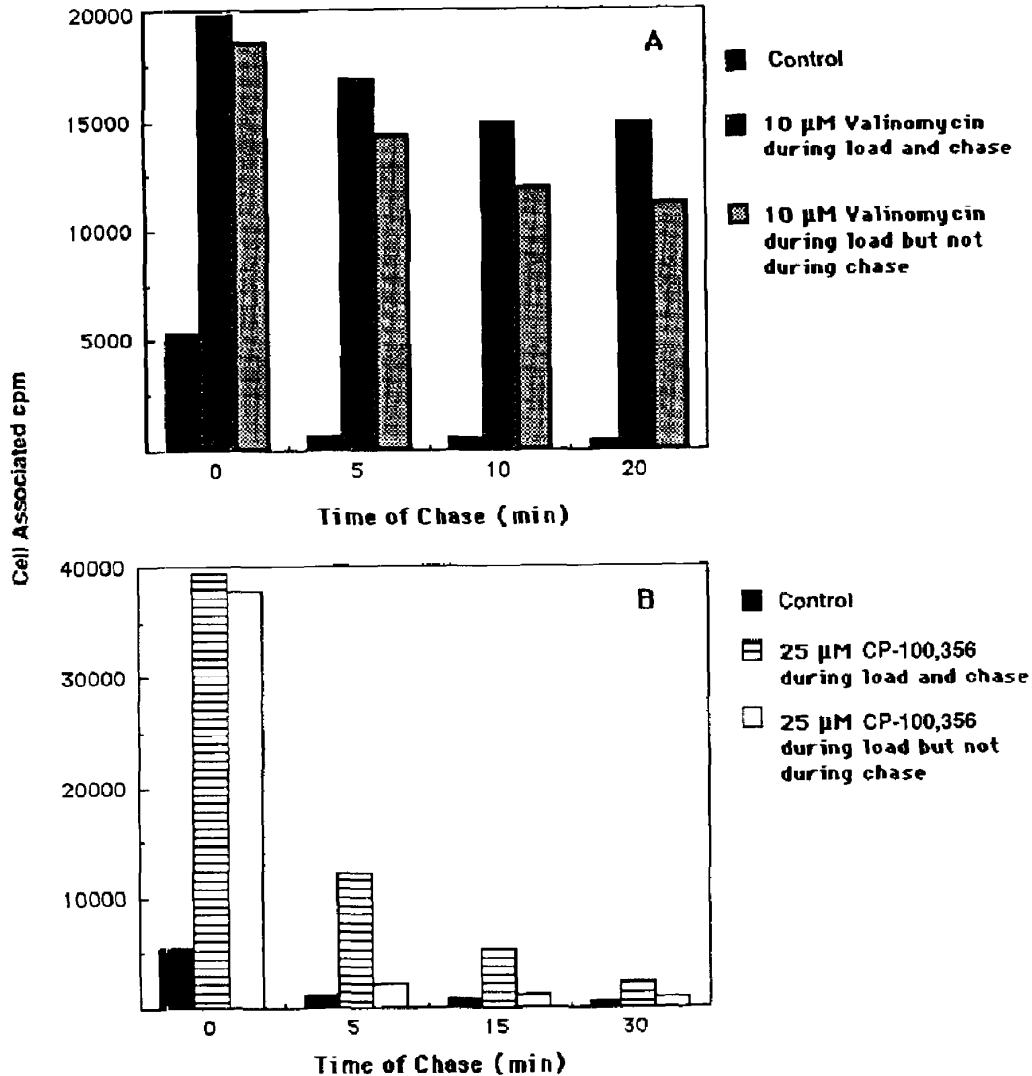 Cell Associated cpm
A
20000
15000
10000
5000
0
5
10
20
Time of Chase (min)
Control
10 µM Valinomycin
during load and chase
10 µM Valinomycin
during load but not
during chase
B
40000
30000
20000
10000
0
5
15
30
Time of Chase (min)
Control
25 µM CP-100,356
during load and chase
25 µM CP-100,356
during load but not
during chase